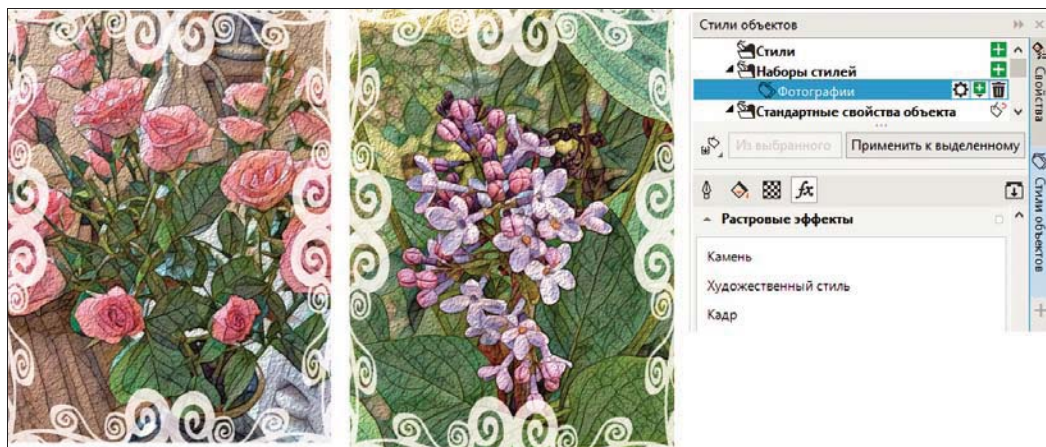 Стили объектов
Стили
Наборы стилей
Фотографии
Стандартные свойства объекта
Из выбранного
Применить к выделенному
Растровые эффекты
Камень
Художественный стиль
Кадр
Свойства
Стили объектов